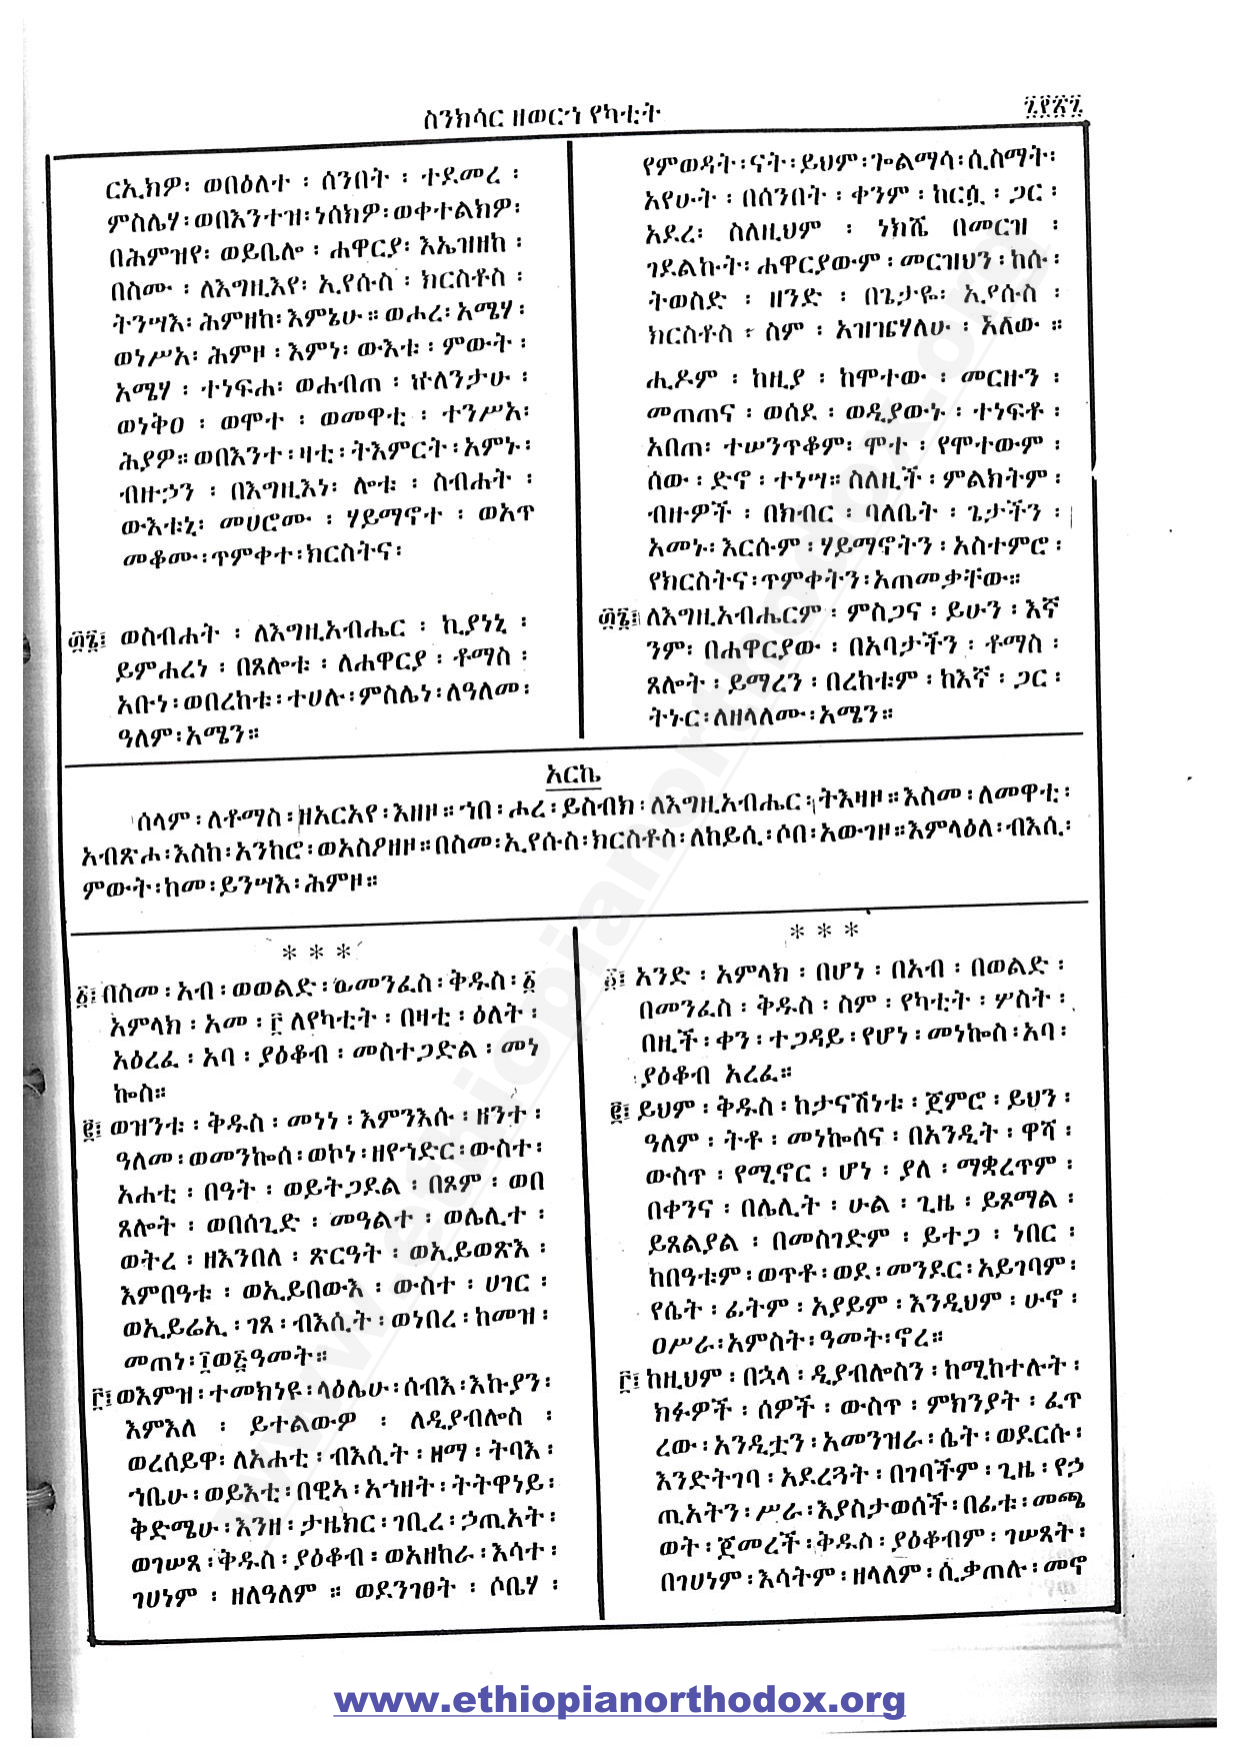 ስንክሳር ዘወርኀ የካቲት
ርኢክዎ፡ ወበዕለተ ፡ ሰንበት ፡ ተደመረ ፡
ምስሌሃ፡ወበእንተዝ፡ነሰክዎ፡ወቀተልክዎ፡
በሕምዝየ፡ ወይቤሎ ፡ ሐዋርያ፡ እኤዝዘከ ፡
በስሙ ፡ ለእግዚእየ፡ ኢየሱስ ፡ ክርስቶስ ፡
ትንሣእ፡ሕምዘከ፡እምኔሁ። ወሖረ፡አሜሃ፡
ወነሥአ፡ ሕምዞ ፡ እምነ፡ ውእቱ ፡ ምውት ፡
አሜሃ ፡ ተነፍሐ፡ ወሐብጠ ፡ ኵለንታሁ ፡
ወነቅዐ ፡ ወሞተ ፡ ወመዋቲ ፡ ተንሥአ፡
ሕያዎ። ወበእንተ፡ዛቲ፡ትእምርት፡አምኑ፡
ብዙኃን ፡ በእግዚእነ፡ ሎቱ ፡ ስብሐት ፡
ውእቱኒ፡ መሀሮሙ ፡ ሃይማኖተ ፡ ወአጥ
መቆሙ፡ጥምቀተ፡ክርስትና፡
፴፯፤ ወስብሐት ፡ ለእግዚአብሔር ፡ ኪያነኒ ፡
ይምሐረነ ፡ በጸሎቱ ፡ ለሐዋርያ ፡ ቶማስ ፡
አቡነ፡ወበረከቱ፡ተሀሉ፡ምስሌነ፡ለዓለመ፡
ዓለም፡አሜን።
የምወዳት፡ናት፡ይህም፡ጐልማሳ፡ሲስማት፡
አየሁት ፡ በሰንበት ፡ ቀንም ፡ ከርሷ ፡ ጋር ፡
አደረ፡ ስለዚህም ፡ ነክሼ በመርዝ ፡
ገደልኩት፡ሐዋርያውም፡መርዝህን፡ከሱ፡
ትወስድ ፡ ዘንድ ፡ በጌታዬ፡ ኢየሱስ ፡
ክርስቶስ ፡ ስም ፡ አዝዤሃለሁ ፡ አለው ።
ሒዶም ፡ ከዚያ ፡ ከሞተው ፡ መርዙን ፡
መጠጠና ፡ ወሰደ ፡ ወዲያውኑ ፡ ተነፍቶ ፡
አበጠ፡ ተሠንጥቆም፡ ሞተ ፡ የሞተውም ፡
ሰው ፡ ድኖ ፡ ተነሣ። ስለዚች ፡ ምልክትም ፡
ብዙዎች ፡ በክብር ፡ ባለቤት ፡ ጌታችን ፡
አመኑ፡እርሱም፡ሃይማኖትን፡አስተምሮ፡
የክርስትና፡ጥምቀትን፡አጠመቃቸው።
፴፯፤ ለእግዚአብሔርም ፡ ምስጋና ፡ ይሁን ፡ እኛ
ንም፡ በሐዋርያው ፡ በአባታችን ፡ ቶማስ ፡
ጸሎት ፡ ይማረን ፡ በረከቱም ፡ ከእኛ ፡ ጋር ፡
ትኑር፡ለዘላለሙ፡አሜን።
አርኬ
ሰላም፡ለቶማስ፡ዘአርአየ፡እዘዞ። ኀበ፡ሖረ፡ይስብክ፡ለእግዚአብሔር፡ትእዛዞ።እስመ፡ለመዋቲ፡
አብጽሖ፡እስከ፡አንከሮ፡ወአስዖዘዞ።በስመ፡ኢየሱስ፡ክርስቶስ፡ለከይሲ፡ሶበ፡አውገዞ።እምላዕለ፡ብእሲ፡
ምውት፡ከመ፡ይንሣእ፡ሕምዞ።
* * *
፩፤ በስመ፡አብ፡ወወልድ፡ወመንፈስ፡ቅዱስ፡፩
አምላክ ፡ አመ ፡ ፫ ለየካቲት ፡ በዛቲ ፡ ዕለት ፡
አዕረፈ ፡ አባ ፡ ያዕቆብ ፡ መስተጋድል ፡ መነ
ኰስ።
፪፤ ወዝንቱ ፡ ቅዱስ ፡ መነነ ፡ እምንእሱ ፡ ዘንተ ፡
ዓለመ፡ወመንኰሰ፡ወኮነ፡ዘየኀድር፡ውስተ፡
አሐቲ ፡ በዓት ፡ ወይትጋደል ፡ በጾም ፡ ወበ
ጸሎት ፡ ወበሰጊድ ፡ መዓልተ ፡ ወሌሊተ ፡
ወትረ ፡ ዘእንበለ ፡ ጽርዓት ፡ ወኢይወጽእ ፡
እምበዓቱ ፡ ወኢይበውእ ፡ ውስተ ፡ ሀገር ፡
ወኢይሬኢ ፡ ገጸ ፡ ብእሲት ፡ ወነበረ ፡ ከመዝ ፡
መጠነ፡፲ወ፭ዓመት።
፫፤ ወእምዝ፡ተመክነዩ፡ላዕሌሁ፡ሰብእ፡እኩያን፡
እምእለ ፡ ይተልውዎ ፡ ለዲያብሎስ ፡
ወረሰይዋ፡ለአሐቲ፡ብእሲት፡ዘማ፡ትባእ፡
ኀቤሁ፡ወይእቲ፡በዊአ፡አኀዘት፡ትትዋነይ፡
ቅድሜሁ፡እንዘ፡ታዜክር፡ገቢረ፡ኃጢአት፡
ወገሠጸ፡ቅዱስ፡ያዕቆብ፡ወአዘከራ፡እሳተ፡
ገሀነም ፡ ዘለዓለም ። ወደንገፀት ፡ ሶቤሃ ፡
* * *
፩፤ አንድ ፡ አምላክ ፡ በሆነ ፡ በአብ ፡ በወልድ ፡
በመንፈስ ፡ ቅዱስ ፡ ስም ፡ የካቲት ፡ ሦስት ፡
በዚች፡ቀን፡ተጋዳይ፡የሆነ፡መነኰስ፡አባ፡
ያዕቆብ አረፈ።
፪፤ ይህም ፡ ቅዱስ ፡ ከታናሽነቱ ፡ ጀምሮ ፡ ይህን ፡
ዓለም ፡ ትቶ ፡ መነኰሰና ፡ በአንዲት ፡ ዋሻ ፡
ውስጥ ፡ የሚኖር ፡ ሆነ ፡ ያለ ፡ ማቋረጥም ፡
በቀንና ፡ በሌሊት ፡ ሁል ፡ ጊዜ ፡ ይጾማል ፡
ይጸልያል ፡ በመስገድም ፡ ይተጋ ፡ ነበር ፡
ከበዓቱም፡ወጥቶ፡ወደ፡መንደር፡አይገባም፡
የሴት ፡ ፊትም ፡ አያይም ፡ እንዲህም ፡ ሁኖ ፡
ዐሥራ፡አምስት፡ዓመት፡ኖረ።
፫፤ ከዚህም ፡ በኋላ ፡ ዲያብሎስን ፡ ከሚከተሉት ፡
ክፉዎች ፡ ሰዎች ፡ ውስጥ ፡ ምክንያት ፡ ፈጥ
ረው፡አንዲቷን፡አመንዝራ፡ሴት፡ወደርሱ፡
እንድትገባ፡አደረጓት፡በገባችም፡ጊዜ፡የኃ
ጢአትን፡ሥራ፡እያስታወሰች፡በፊቱ፡መጫ
ወት፡ጀመረች፡ቅዱስ፡ያዕቆብም፡ገሠጻት፡
በገሀነም፡እሳትም፡ዘላለም፡ሲቃጠሉ፡መኖ
www.ethiopianorthodox.org